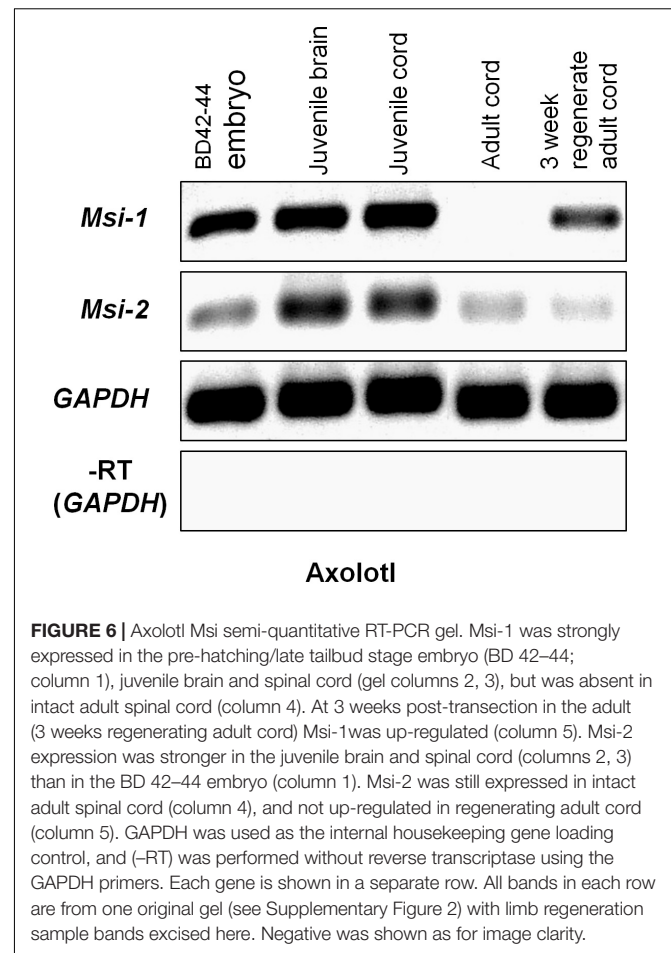 BD42-44
embryo
Juvenile brain
Juvenile cord
Adult cord
3 week
regenerate
adult cord
Msi-1
Msi-2
GAPDH
-RT
(GAPDH)
Axolotl
FIGURE 6 | Axolotl Msi semi-quantitative RT-PCR gel. Msi-1 was strongly
expressed in the pre-hatching/late tailbud stage embryo (BD 42–44;
column 1), juvenile brain and spinal cord (gel columns 2, 3), but was absent in
intact adult spinal cord (column 4). At 3 weeks post-transection in the adult
(3 weeks regenerating adult cord) Msi-1was up-regulated (column 5). Msi-2
expression was stronger in the juvenile brain and spinal cord (columns 2, 3)
than in the BD 42–44 embryo (column 1). Msi-2 was still expressed in intact
adult spinal cord (column 4), and not up-regulated in regenerating adult cord
(column 5). GAPDH was used as the internal housekeeping gene loading
control, and (–RT) was performed without reverse transcriptase using the
GAPDH primers. Each gene is shown in a separate row. All bands in each row
are from one original gel (see Supplementary Figure 2) with limb regeneration
sample bands excised here. Negative was shown as for image clarity.